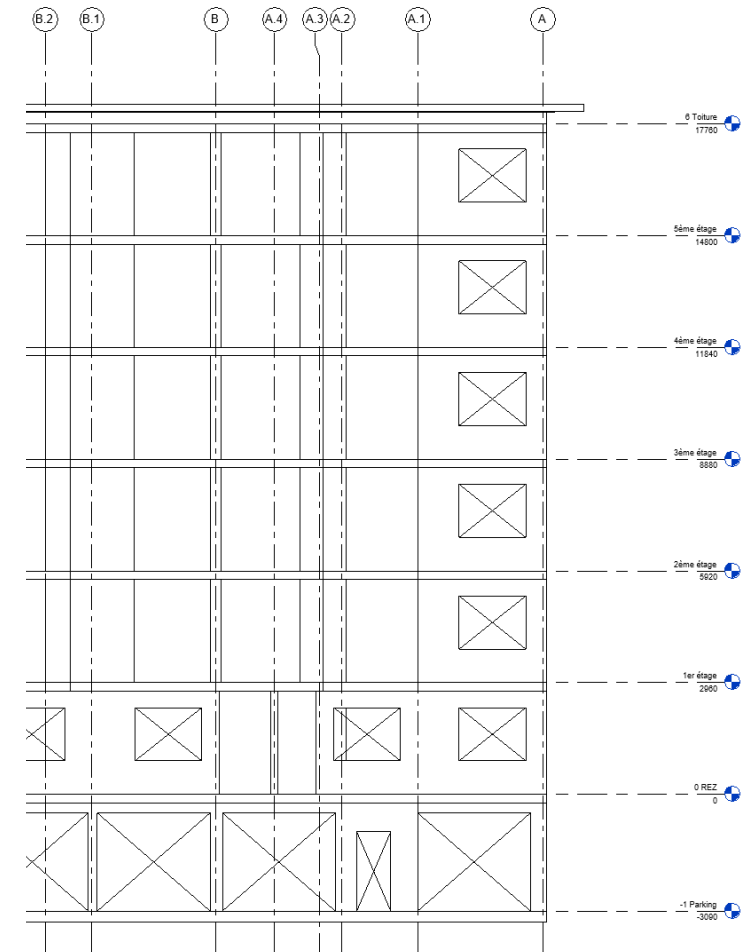 B.2 B.1 B A.4 A.3 A.2 A.1 A
6 Toiture
17760
5ème étage
14800
4ème étage
11840
3ème étage
8880
2ème étage
5920
1er étage
2960
0 REZ
0
-1 Parking
-3090